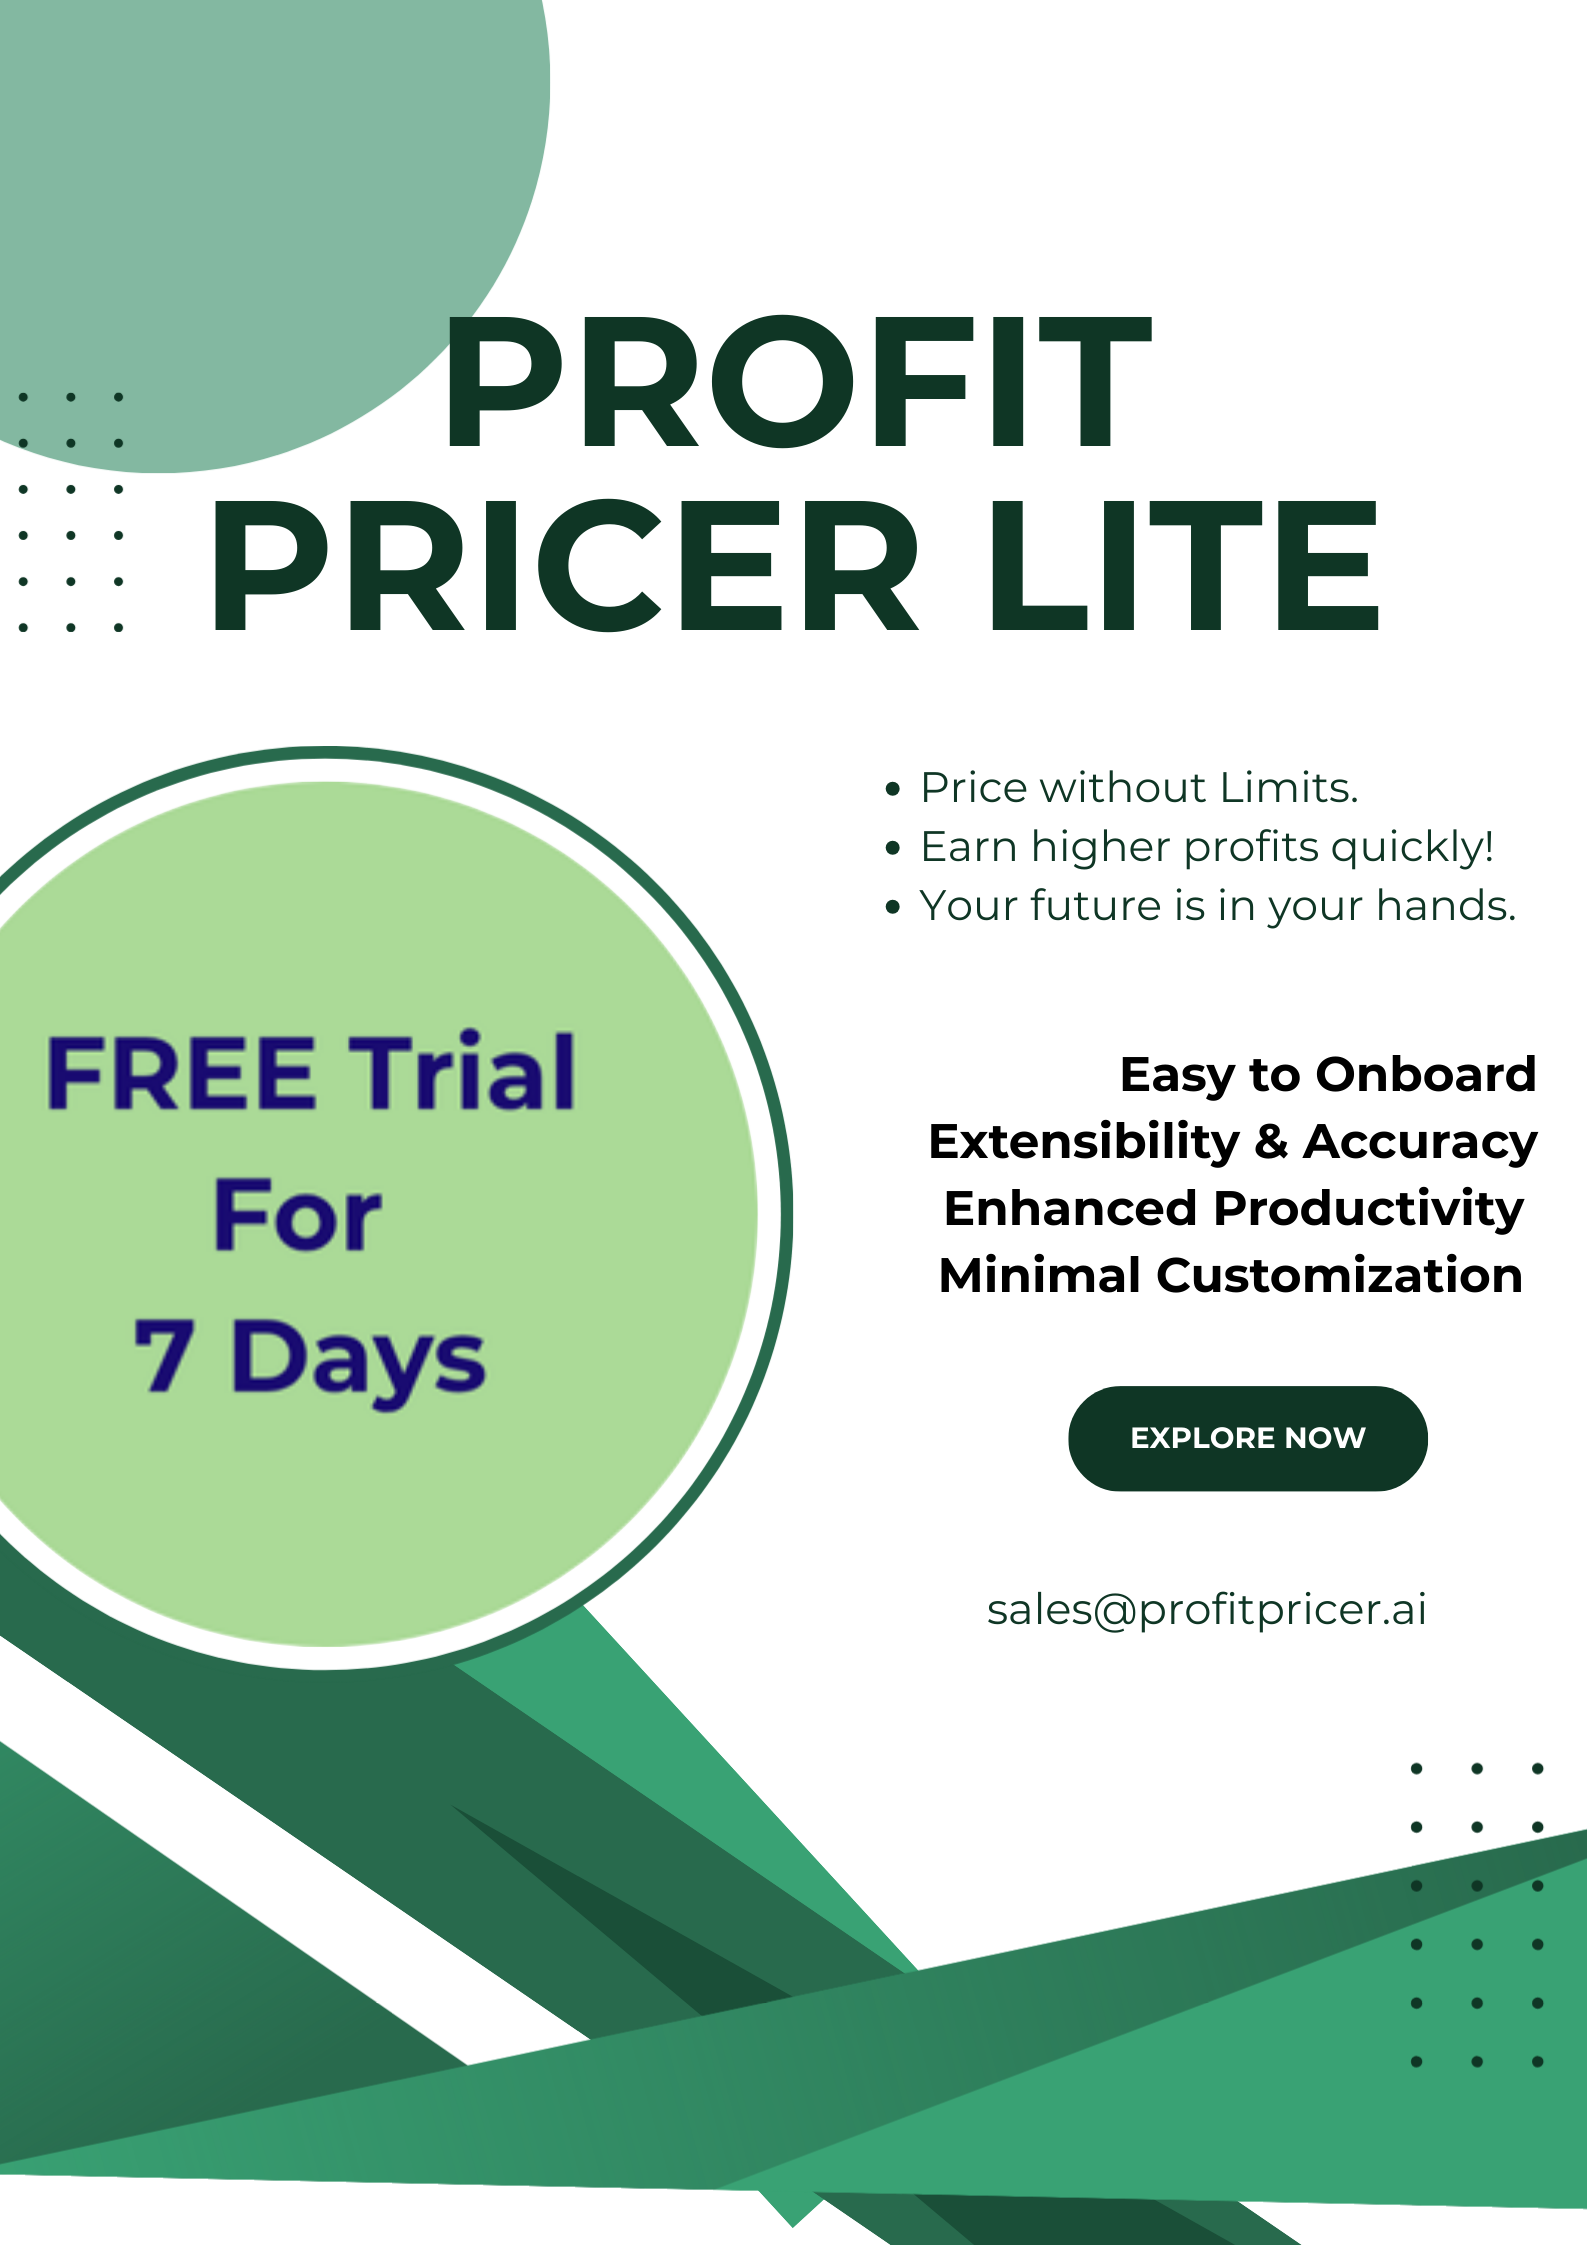 PROFIT
PRICER LITE
• Price without Limits.
• Earn higher profits quickly!
• Your future is in your hands.
FREE Trial
For
7 Days
Easy to Onboard
Extensibility & Accuracy
Enhanced Productivity
Minimal Customization
EXPLORE NOW
sales@profitpricer.ai